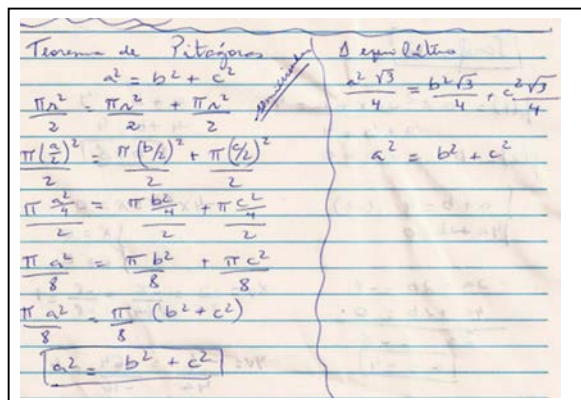 Teorema de Pitágoras
a² = b² + c²
πr²/2 = πr²/2 + πr²/2
semicírculo
π(a/2)²/2 = π(b/2)²/2 + π(c/2)²/2
π a²/4 /2 = π b²/4 /2 + π c²/4 /2
π a²/8 = π b²/8 + π c²/8
π a²/8 = π/8 (b² + c²)
a² = b² + c²
Δ equilátero
a²√3/4 = b²√3/4 + c²√3/4
a² = b² + c²